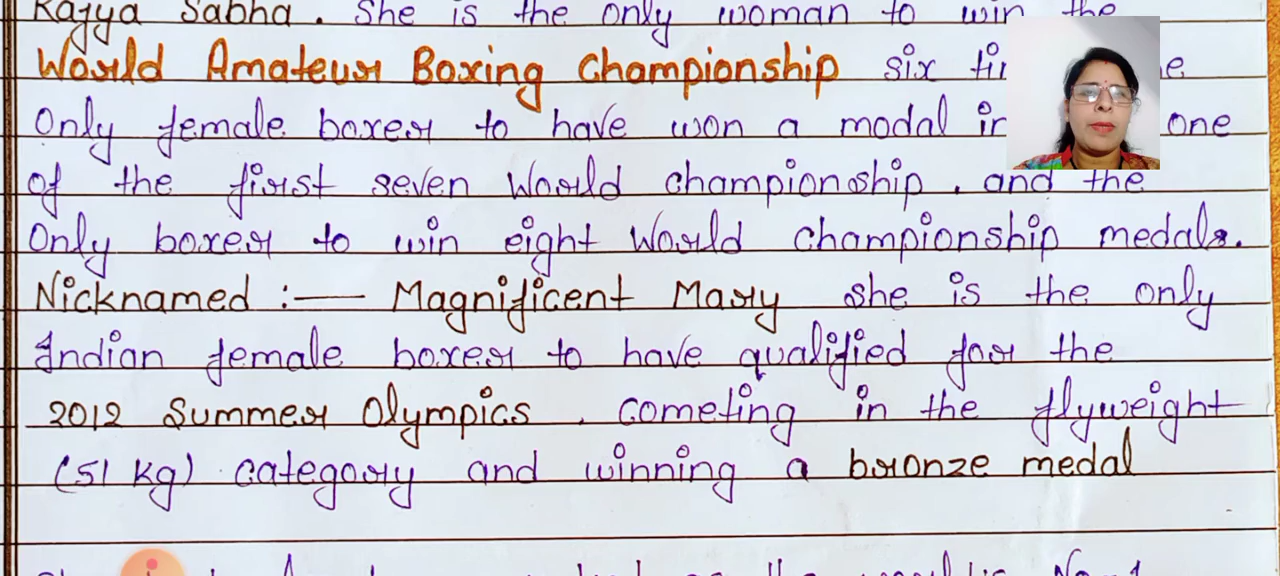 Rajya Sabha. She is the only woman to win the
World Amateur Boxing Championship six
Only female boxer to have won a modal one
of the first seven World championship. and the
Only boxer to win eight World championship medals.
Nicknamed :— Magnificent Mary she is the only
Indian female boxer to have qualified for the
2012 Summer Olympics. cometing in the flyweight
(51 kg) category and winning a bronze medal